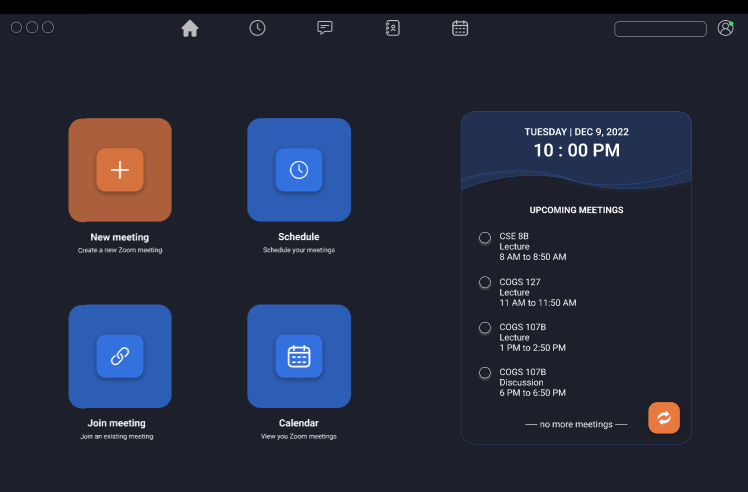 TUESDAY | DEC 9, 2022
10 : 00 PM
New meeting
Create a new Zoom meeting
Schedule
Schedule your meetings
Join meeting
Join an existing meeting
Calendar
View you Zoom meetings
UPCOMING MEETINGS
CSE 8B
Lecture
8 AM to 8:50 AM
COGS 127
Lecture
11 AM to 11:50 AM
COGS 107B
Lecture
1 PM to 2:50 PM
COGS 107B
Discussion
6 PM to 6:50 PM
---- no more meetings ----